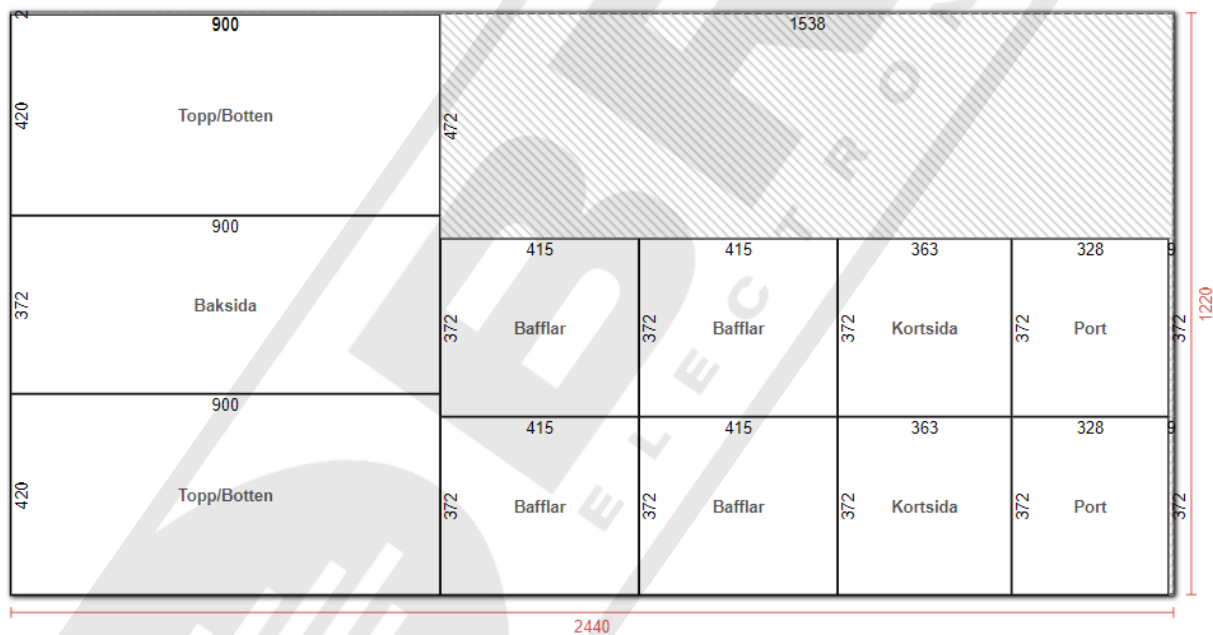 2
900
1538
420
Topp/Botten
472
900
372
Baksida
415
415
363
328
9
372
Bafflar
372
Bafflar
372
Kortsida
372
Port
372
1220
900
415
415
363
328
9
420
Topp/Botten
372
Bafflar
372
Bafflar
372
Kortsida
372
Port
372
2440
ELECTRON